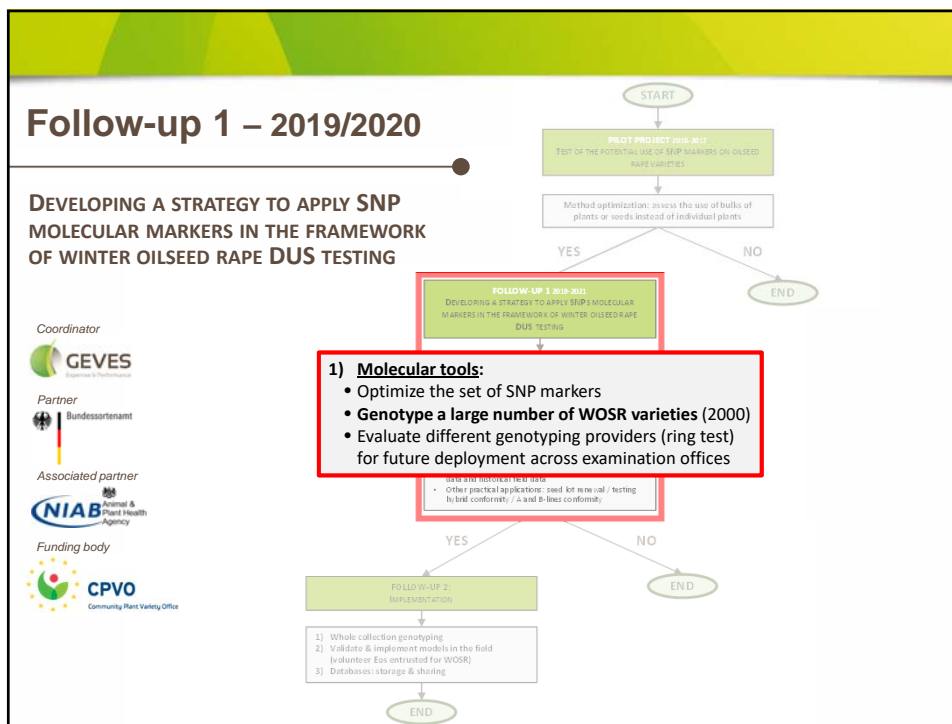 Follow-up 1 – 2019/2020
DEVELOPING A STRATEGY TO APPLY SNP
MOLECULAR MARKERS IN THE FRAMEWORK
OF WINTER OILSEED RAPE DUS TESTING
Coordinator
GEVES
Expertise & Performance
Partner
Bundessortenamt
Associated partner
NIAB
Animal &
Plant Health
Agency
Funding body
CPVO
Community Plant Variety Office
START
PILOT PROJECT
TEST OF THE POTENTIAL USE OF SNP MARKERS ON OILSEED
RAPE VARIETIES
Method optimization: assess the use of bulks of
plants or seeds instead of individual plants
YES
NO
END
FOLLOW-UP 1
DEVELOPING A STRATEGY TO APPLY SNPS MOLECULAR
MARKERS IN THE FRAMEWORK OF WINTER OILSEED RAPE
DUS TESTING
1) Molecular tools:
• Optimize the set of SNP markers
• Genotype a large number of WOSR varieties (2000)
• Evaluate different genotyping providers (ring test)
for future deployment across examination offices
data and historical field data
• Other practical applications: seed lot renewal / testing
hybrid conformity / A and B-lines conformity
YES
NO
END
FOLLOW-UP 2:
IMPLEMENTATION
1) Whole collection genotyping
2) Validate & implement models in the field
(volunteer Eos entrusted for WOSR)
3) Databases: storage & sharing
END